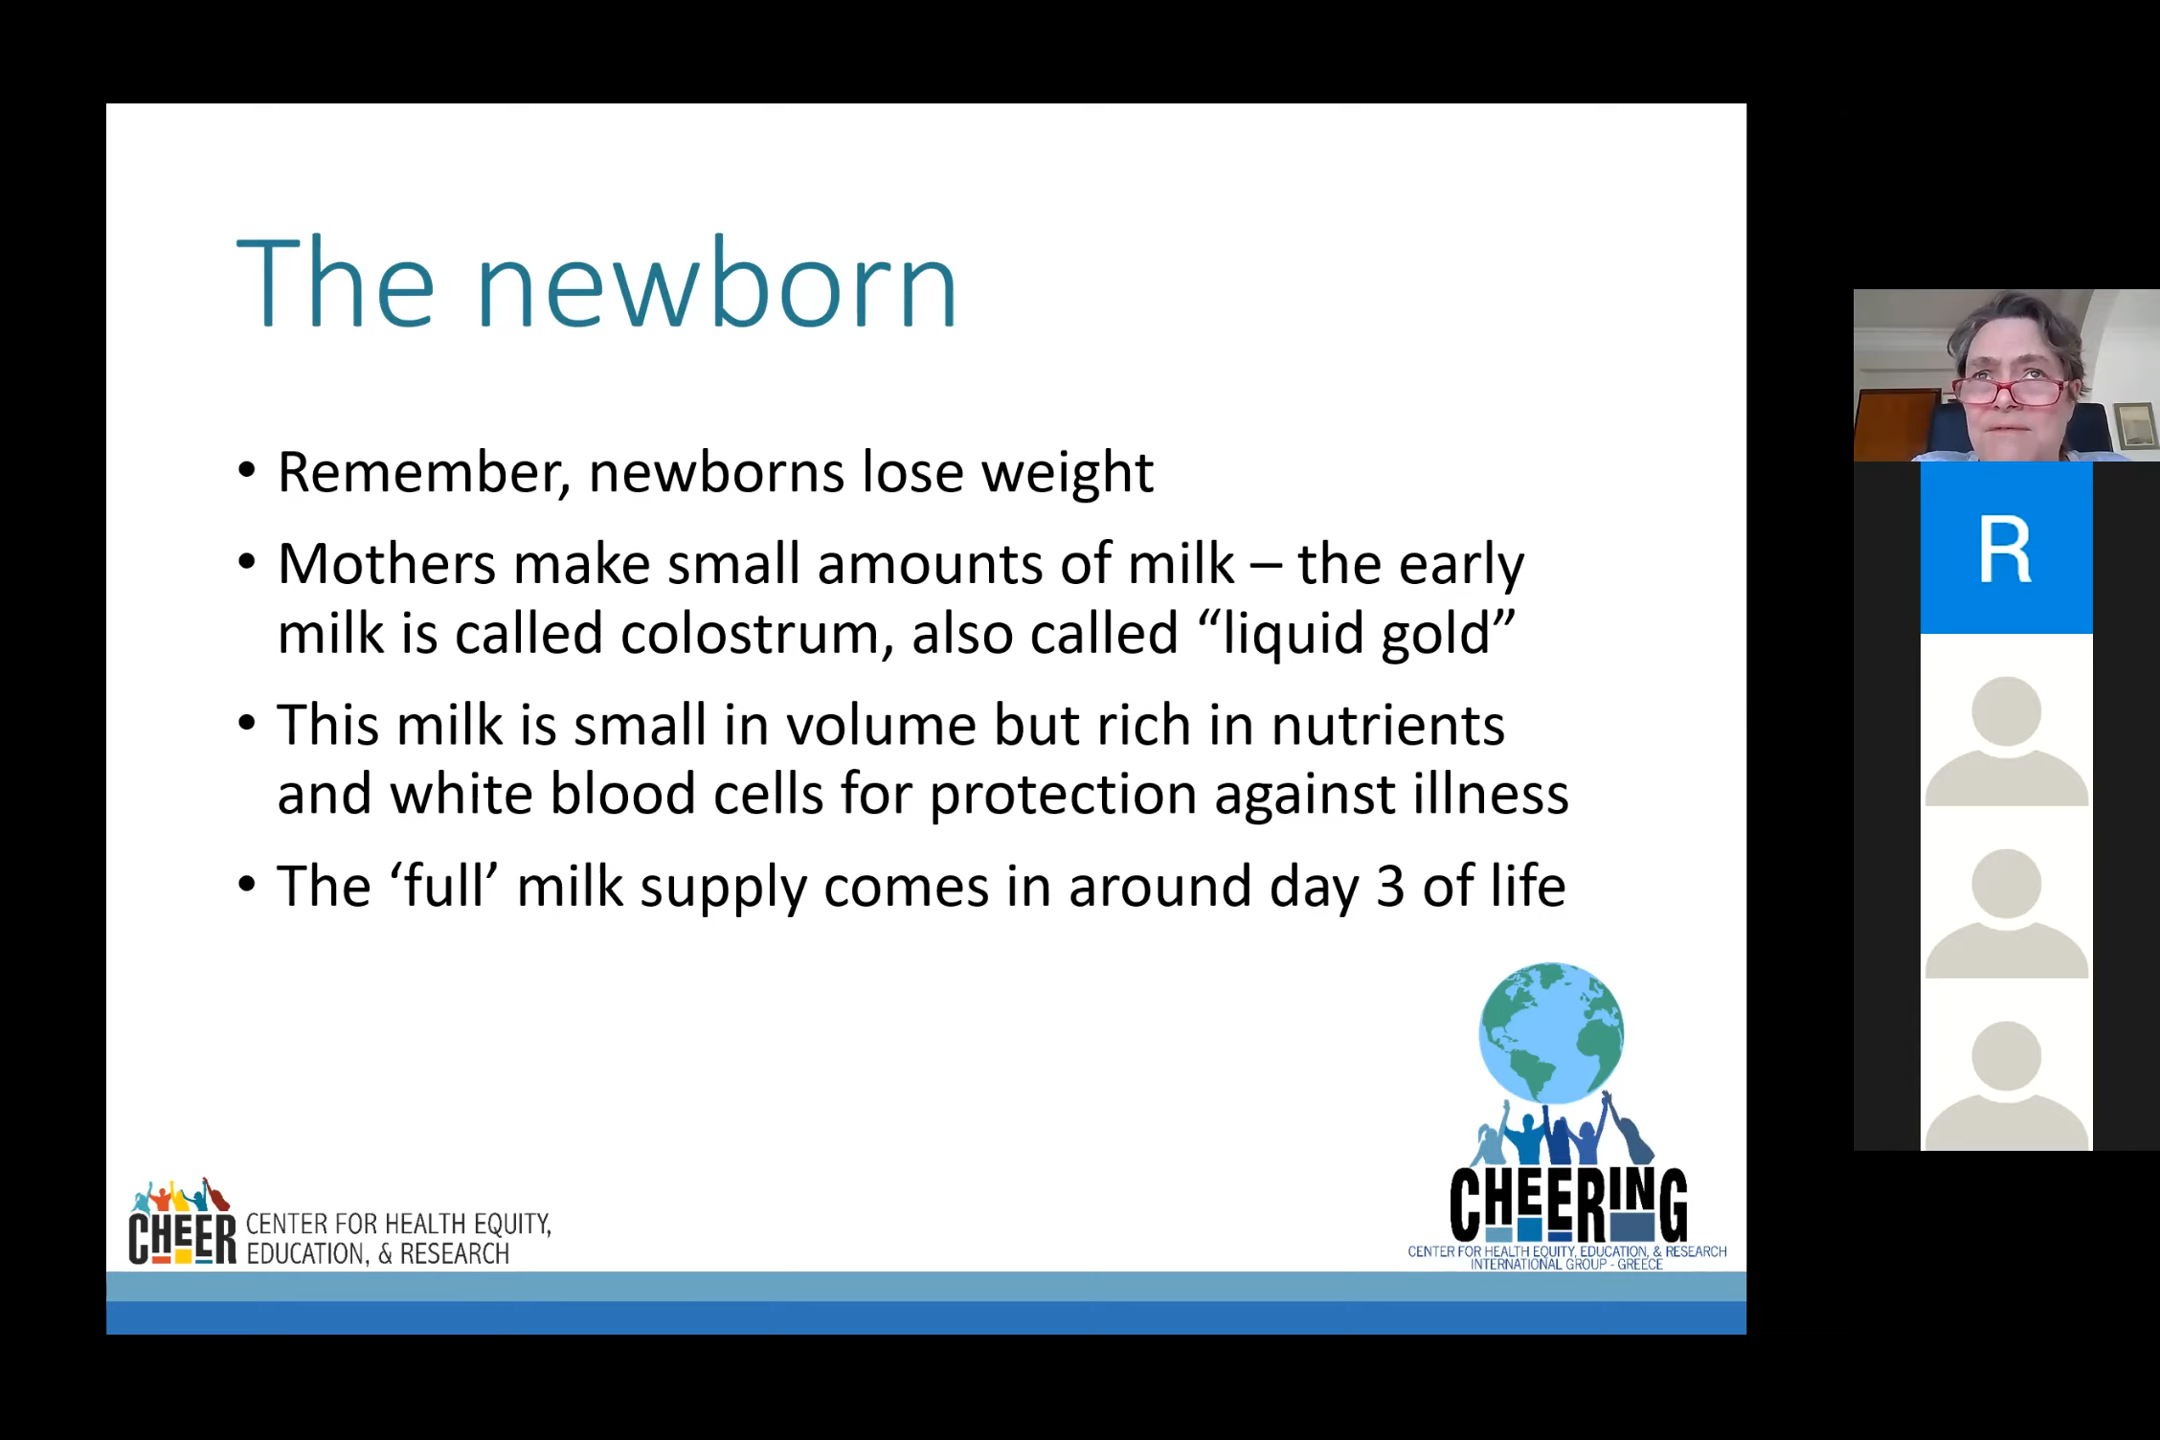 The newborn
• Remember, newborns lose weight
• Mothers make small amounts of milk – the early
milk is called colostrum, also called “liquid gold”
• This milk is small in volume but rich in nutrients
and white blood cells for protection against illness
• The ‘full’ milk supply comes in around day 3 of life
CHEER
CENTER FOR HEALTH EQUITY,
EDUCATION, & RESEARCH
CHEERING
CENTER FOR HEALTH EQUITY, EDUCATION, & RESEARCH
INTERNATIONAL GROUP - GREECE
R